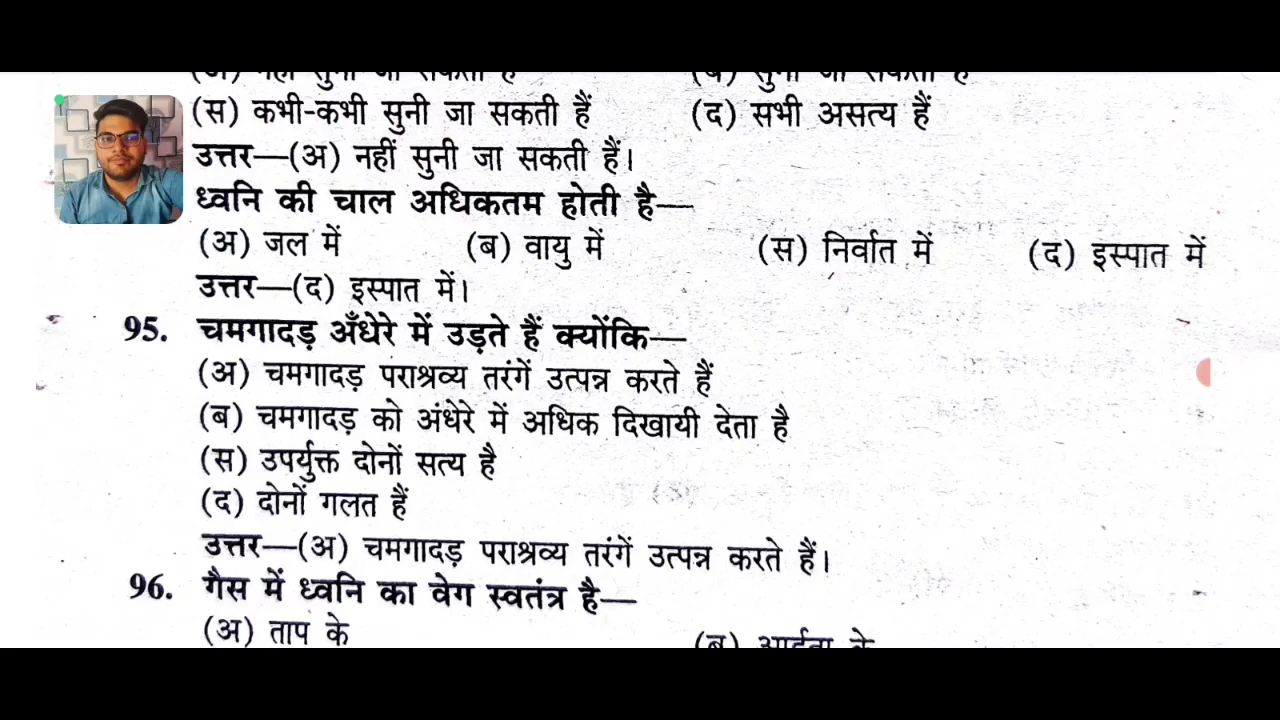 (स) कभी-कभी सुनी जा सकती हैं (द) सभी असत्य हैं
उत्तर—(अ) नहीं सुनी जा सकती हैं।
ध्वनि की चाल अधिकतम होती है—
(अ) जल में (ब) वायु में (स) निर्वात में (द) इस्पात में
उत्तर—(द) इस्पात में।
95. चमगादड़ अँधेरे में उड़ते हैं क्योंकि—
(अ) चमगादड़ पराश्रव्य तरंगें उत्पन्न करते हैं
(ब) चमगादड़ को अंधेरे में अधिक दिखायी देता है
(स) उपर्युक्त दोनों सत्य है
(द) दोनों गलत हैं
उत्तर—(अ) चमगादड़ पराश्रव्य तरंगें उत्पन्न करते हैं।
96. गैस में ध्वनि का वेग स्वतंत्र है—
(अ) ताप के